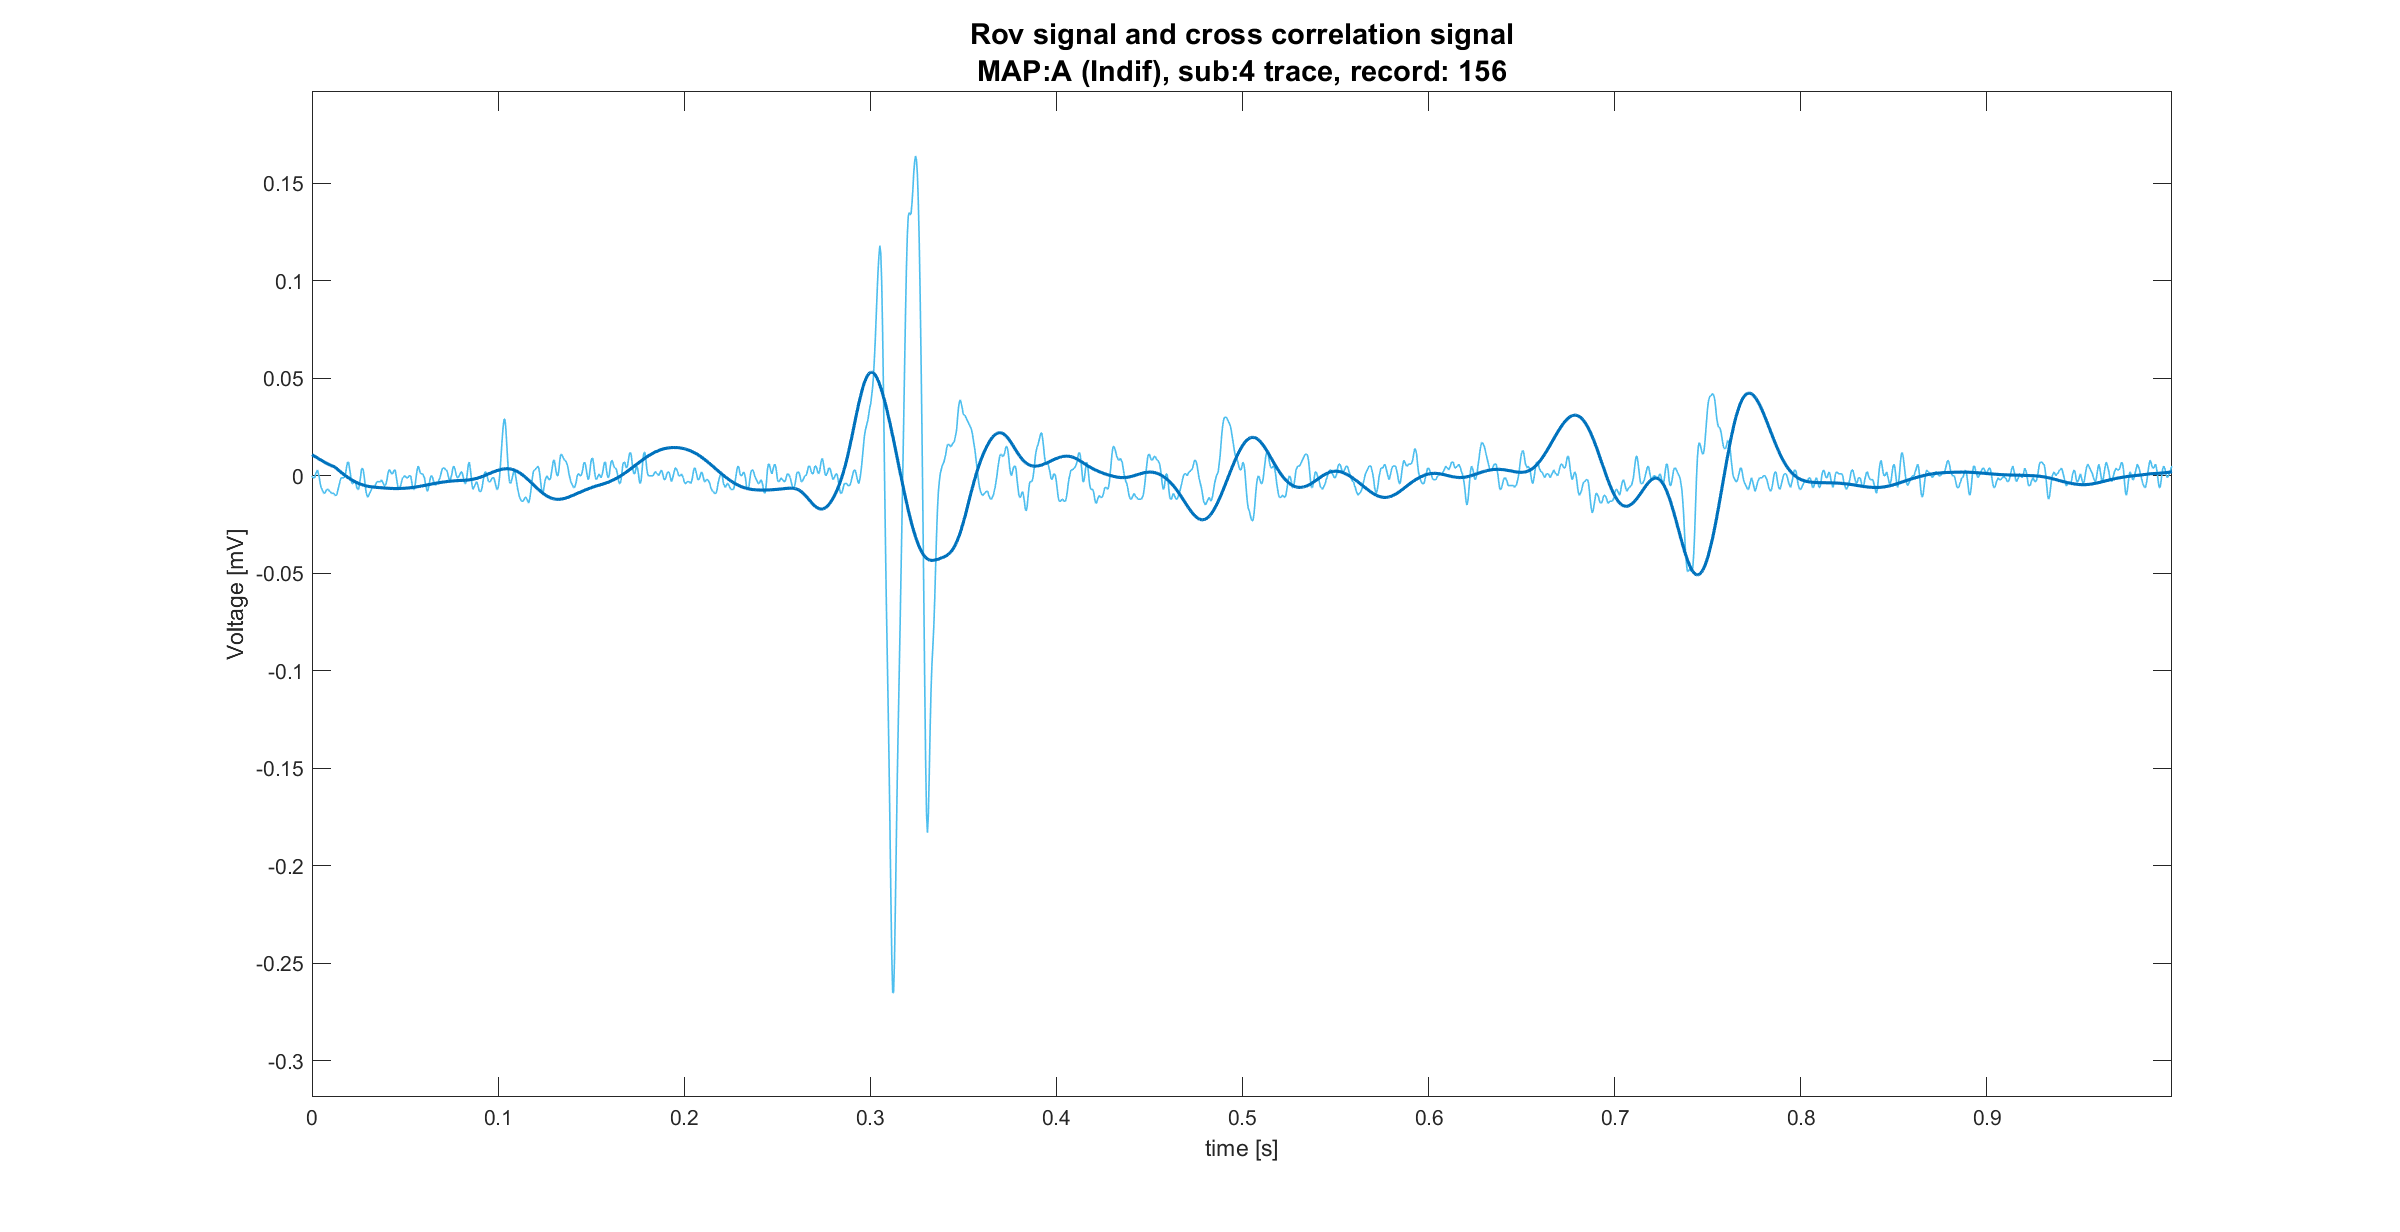 Rov signal and cross correlation signal
MAP:A (Indif), sub:4 trace, record: 156
0.15
0.1
0.05
0
-0.05
-0.1
-0.15
-0.2
-0.25
-0.3
Voltage [mV]
0 0.1 0.2 0.3 0.4 0.5 0.6 0.7 0.8 0.9
time [s]